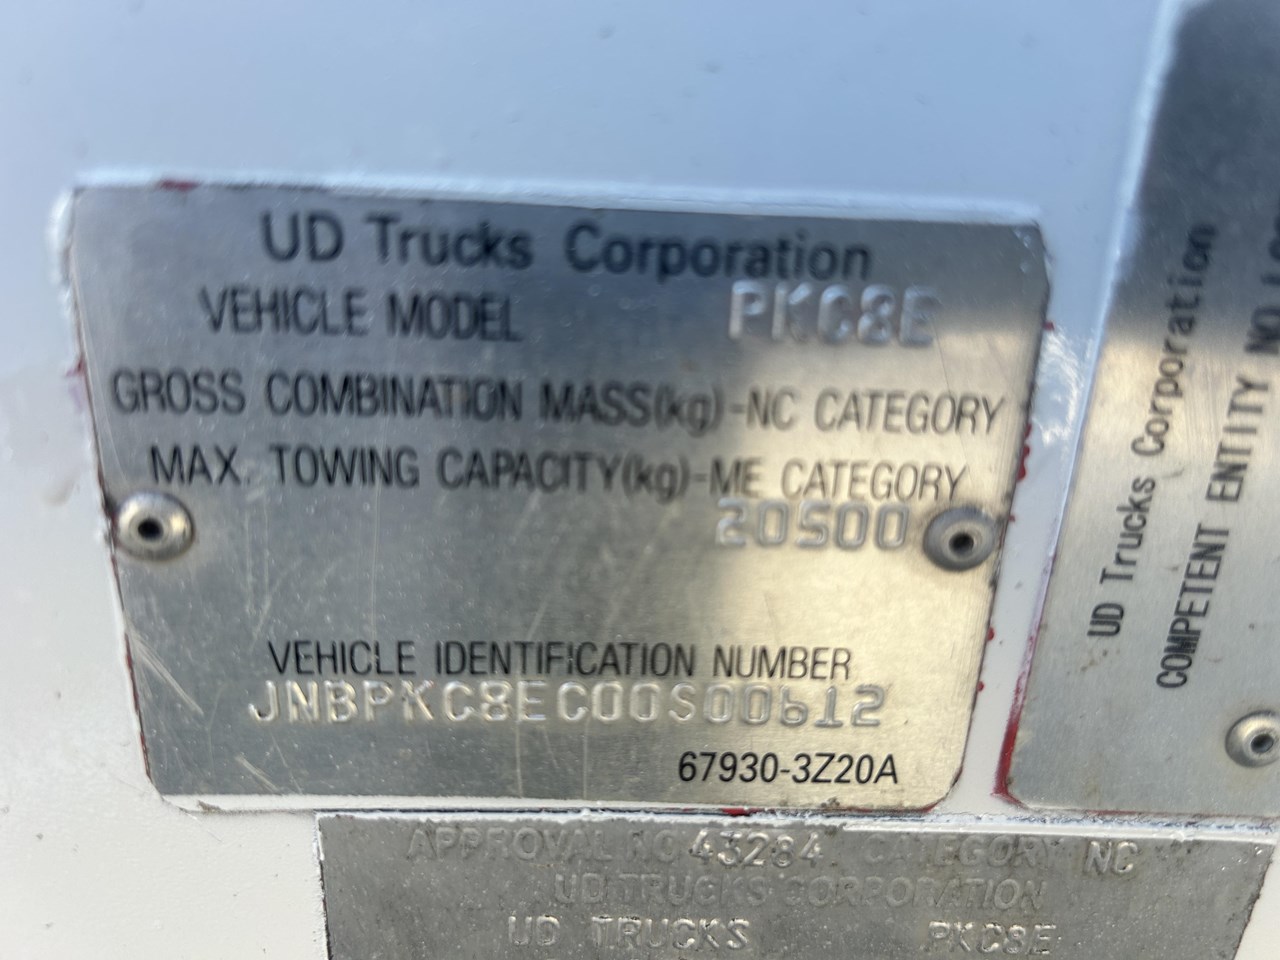 UD Trucks Corporation
VEHICLE MODEL PKC8E
GROSS COMBINATION MASS(kg)-NC CATEGORY
MAX. TOWING CAPACITY(kg)-ME CATEGORY
20500
VEHICLE IDENTIFICATION NUMBER
JNBPKC8EC00S00612
67930-3Z20A
APPROVAL NO 43284 CATEGORY NC
UD TRUCKS CORPORATION
UD TRUCKS PKC8E
UD Trucks Corporation
COMPETENT ENTITY NO